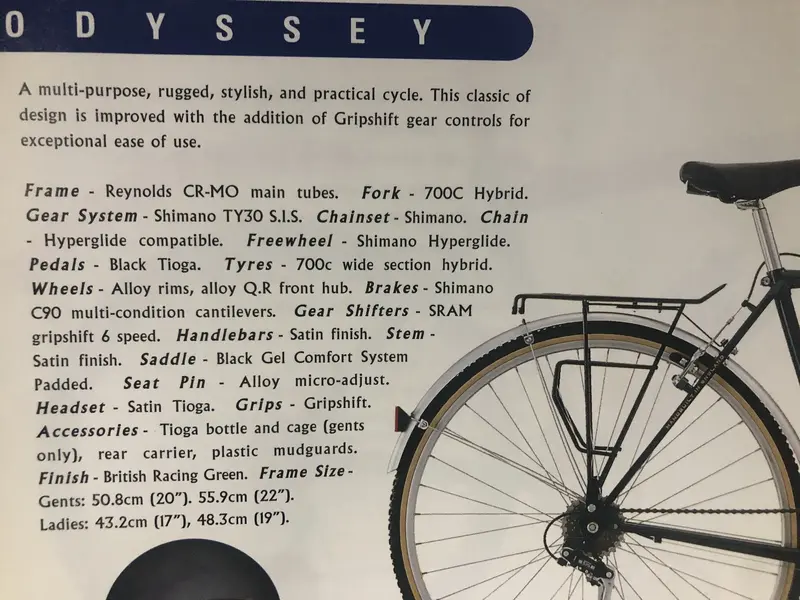 ODYSSEY
A multi-purpose, rugged, stylish, and practical cycle. This classic of
design is improved with the addition of Gripshift gear controls for
exceptional ease of use.
Frame - Reynolds CR-MO main tubes. Fork - 700C Hybrid.
Gear System - Shimano TY30 S.I.S. Chainset - Shimano. Chain
- Hyperglide compatible. Freewheel - Shimano Hyperglide.
Pedals - Black Tioga. Tyres - 700c wide section hybrid.
Wheels - Alloy rims, alloy Q.R front hub. Brakes - Shimano
C90 multi-condition cantilevers. Gear Shifters - SRAM
gripshift 6 speed. Handlebars - Satin finish. Stem -
Satin finish. Saddle - Black Gel Comfort System
Padded. Seat Pin - Alloy micro-adjust.
Headset - Satin Tioga. Grips - Gripshift.
Accessories - Tioga bottle and cage (gents
only), rear carrier, plastic mudguards.
Finish - British Racing Green. Frame Size -
Gents: 50.8cm (20"). 55.9cm (22").
Ladies: 43.2cm (17"), 48.3cm (19").
HANDBUILT IN ENGLAND